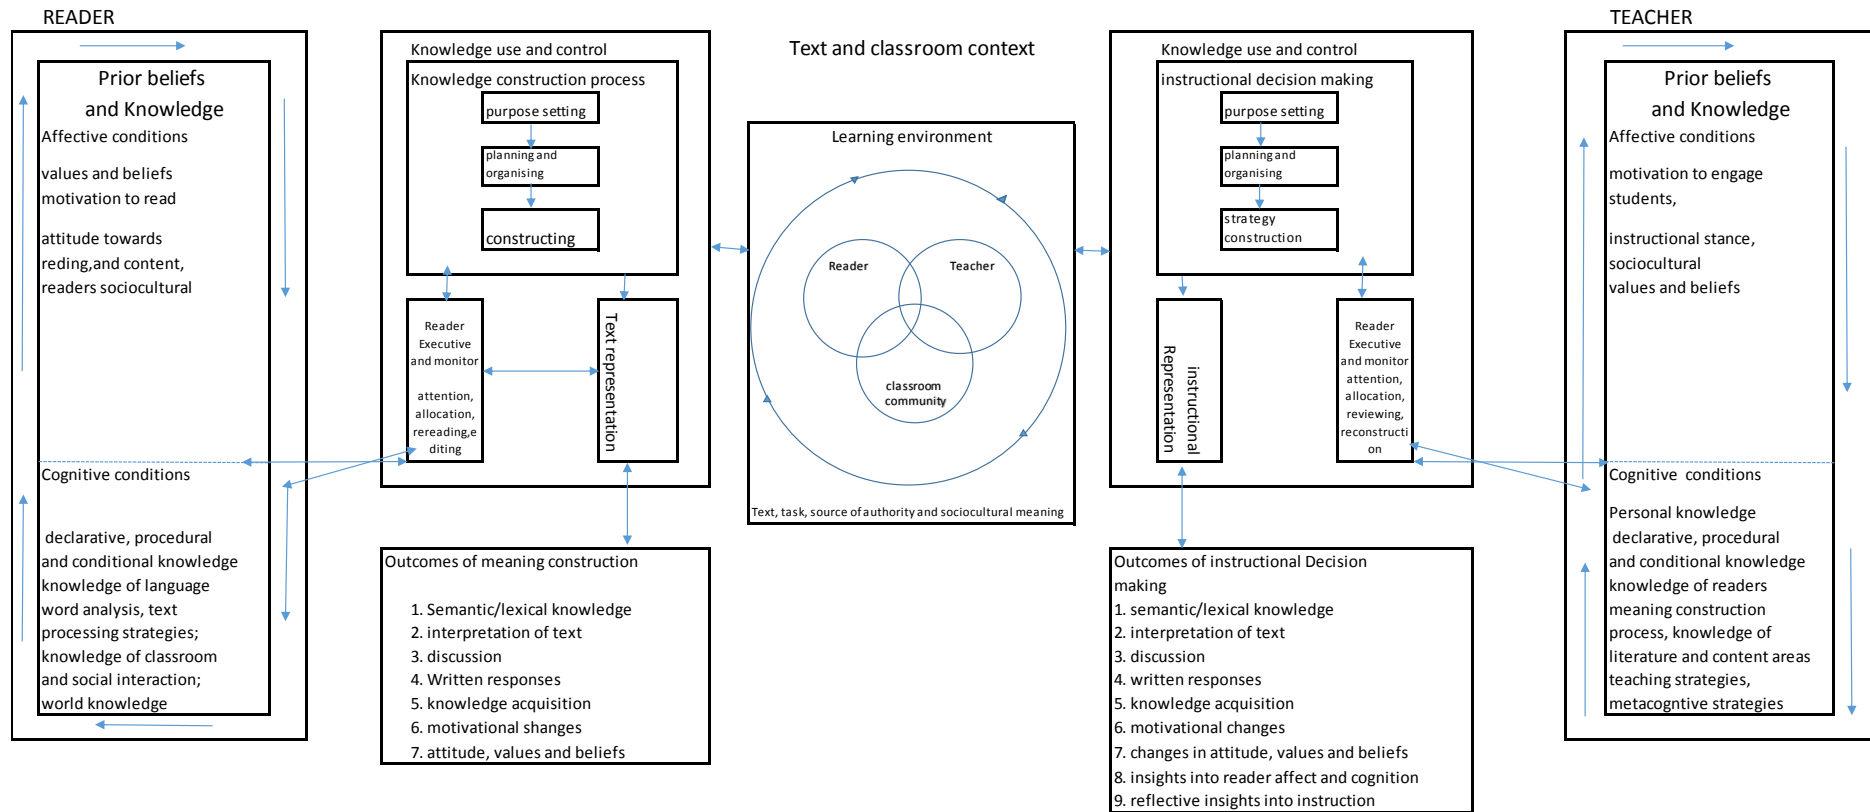 READER
Prior beliefs
and Knowledge
Affective conditions
values and beliefs
motivation to read
attitude towards
reding,and content,
readers sociocultural
Cognitive conditions
declarative, procedural
and conditional knowledge
knowledge of language
word analysis, text
processing strategies;
knowledge of classroom
and social interaction;
world knowledge
Knowledge use and control
Knowledge construction process
purpose setting
planning and
organising
constructing
Reader
Executive
and monitor
attention,
allocation,
rereading,e
diting
Text representation
Outcomes of meaning construction
1. Semantic/lexical knowledge
2. interpretation of text
3. discussion
4. Written responses
5. knowledge acquisition
6. motivational shanges
7. attitude, values and beliefs
Text and classroom context
Learning environment
Reader
Teacher
classroom
community
Text, task, source of authority and sociocultural meaning
Knowledge use and control
instructional decision making
purpose setting
planning and
organising
strategy
construction
instructional
Representation
Reader
Executive
and monitor
attention,
allocation,
reviewing,
reconstructi
on
Outcomes of instructional Decision
making
1. semantic/lexical knowledge
2. interpretation of text
3. discussion
4. written responses
5. knowledge acquisition
6. motivational changes
7. changes in attitude, values and beliefs
8. insights into reader affect and cognition
9. reflective insights into instruction
TEACHER
Prior beliefs
and Knowledge
Affective conditions
motivation to engage
students,
instructional stance,
sociocultural
values and beliefs
Cognitive conditions
Personal knowledge
declarative, procedural
and conditional knowledge
knowledge of readers
meaning construction
process, knowledge of
literature and content areas
teaching strategies,
metacogntive strategies